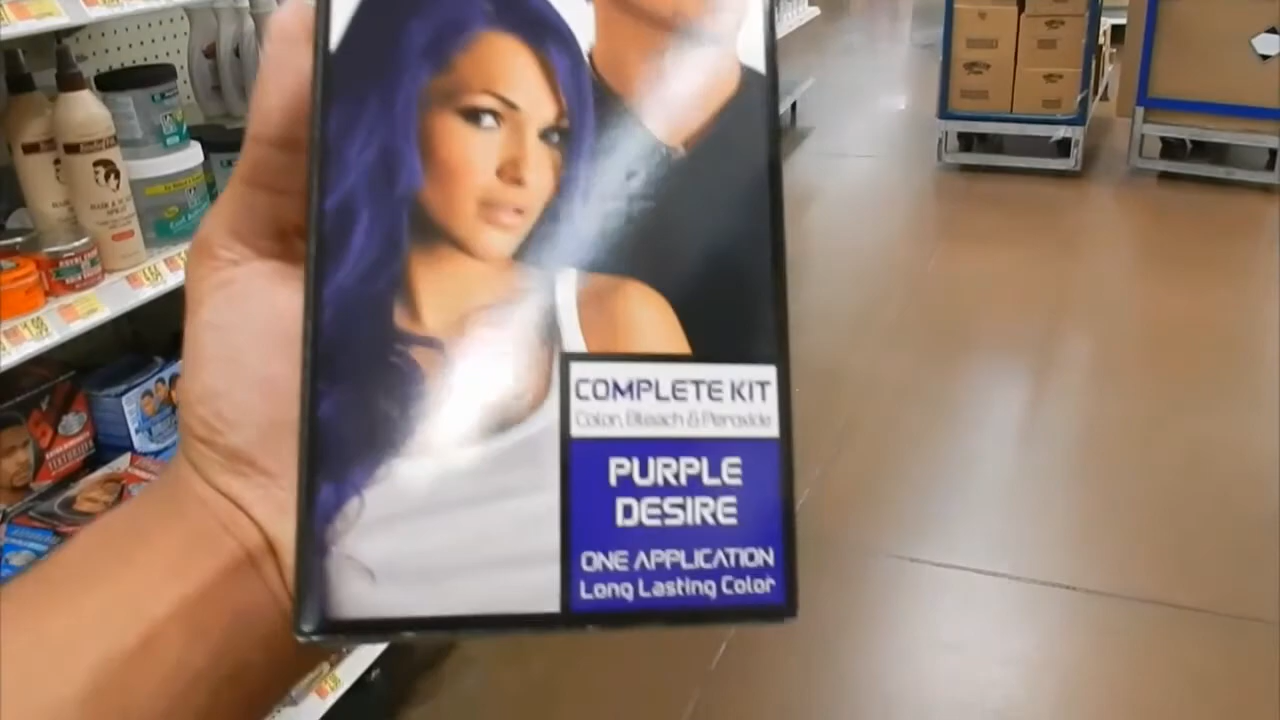 COMPLETE KIT
Color, Bleach & Peroxide
PURPLE
DESIRE
ONE APPLICATION
Long Lasting Color